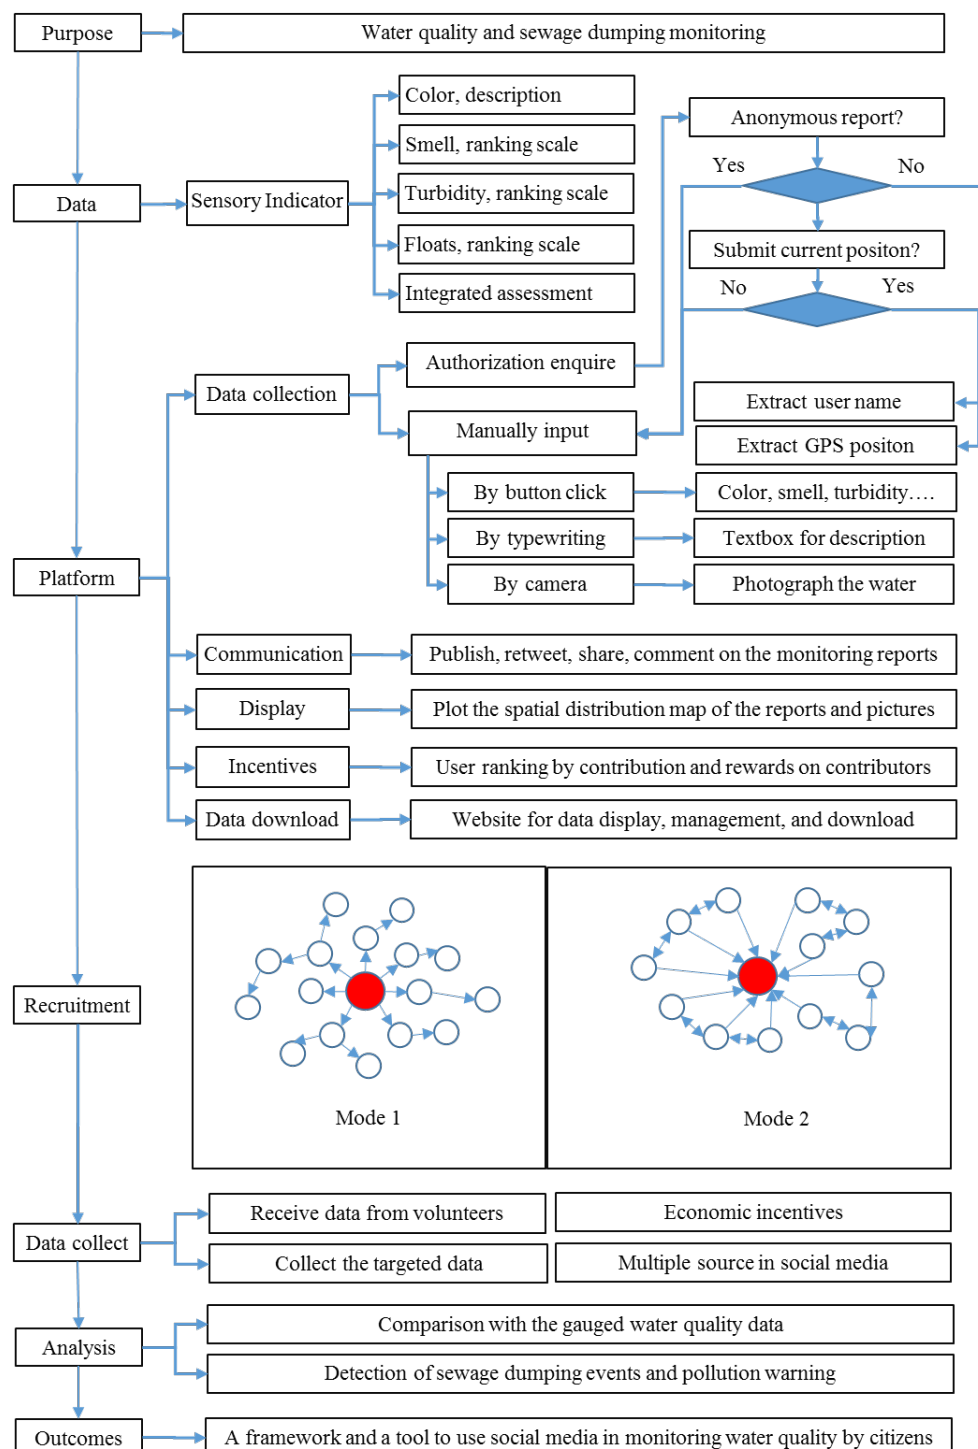 Purpose
Water quality and sewage dumping monitoring
Color, description
Anonymous report?
Smell, ranking scale
Yes
No
Data
Sensory Indicator
Turbidity, ranking scale
Floats, ranking scale
Submit current positon?
Integrated assessment
No
Yes
Authorization enquire
Data collection
Extract user name
Manually input
Extract GPS positon
By button click
Color, smell, turbidity….
By typewriting
Textbox for description
Platform
By camera
Photograph the water
Communication
Publish, retweet, share, comment on the monitoring reports
Display
Plot the spatial distribution map of the reports and pictures
Incentives
User ranking by contribution and rewards on contributors
Data download
Website for data display, management, and download
Recruitment
Mode 1
Mode 2
Receive data from volunteers
Economic incentives
Data collect
Collect the targeted data
Multiple source in social media
Comparison with the gauged water quality data
Analysis
Detection of sewage dumping events and pollution warning
Outcomes
A framework and a tool to use social media in monitoring water quality by citizens